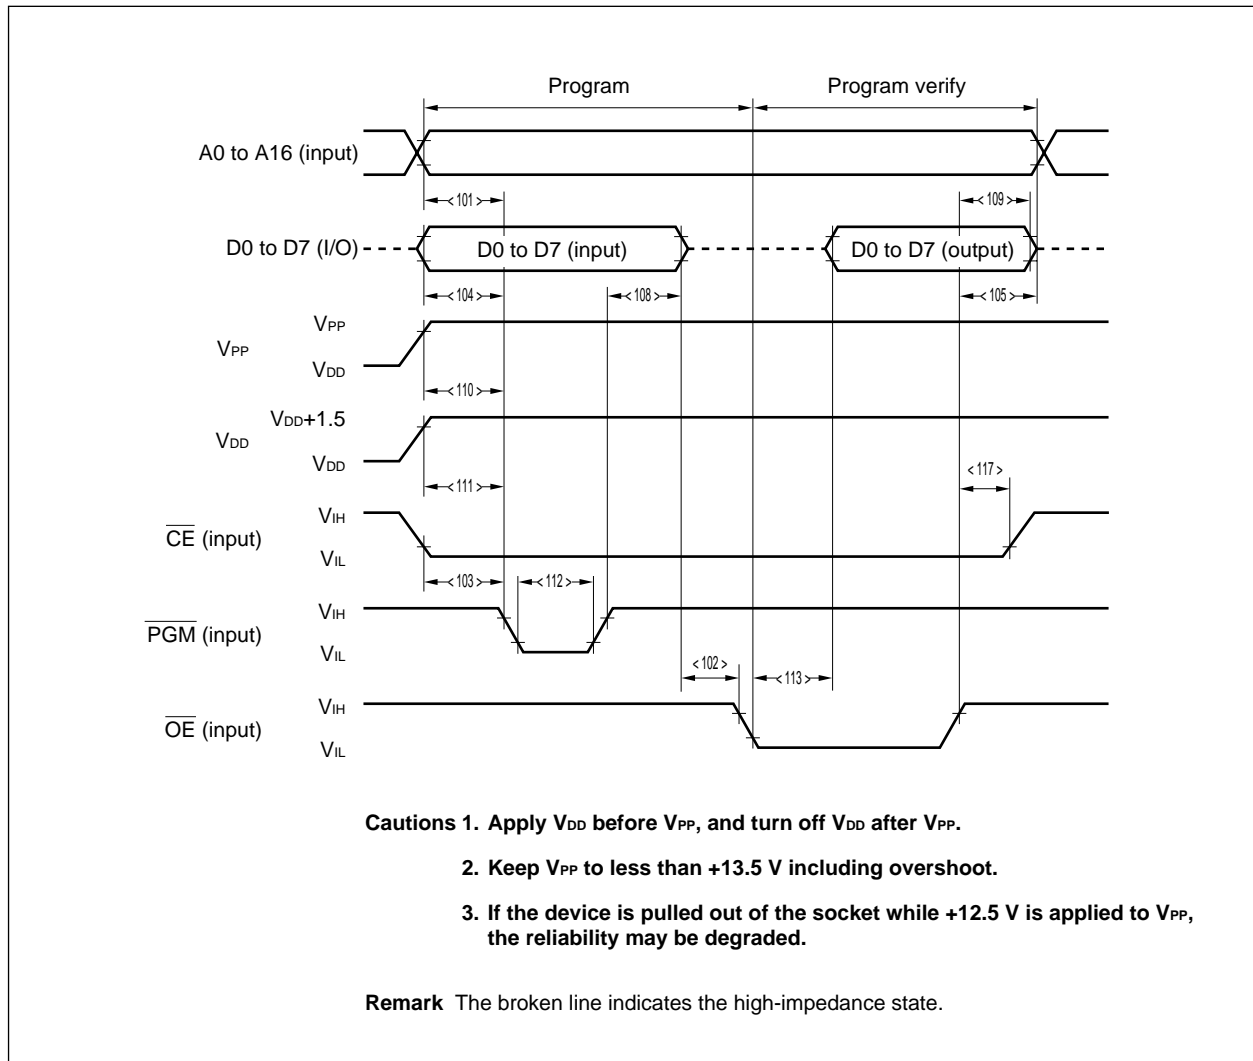 Program Program verify
A0 to A16 (input)
< 101 > < 109 >
D0 to D7 (I/O) D0 to D7 (input) D0 to D7 (output)
< 104 > < 108 > < 105 >
VPP
VPP
VDD
< 110 >
VDD+1.5
VDD
VDD
< 111 > < 117 >
VIH
CE (input)
VIL
< 103 > < 112 >
VIH
PGM (input)
VIL
< 102 > < 113 >
VIH
OE (input)
VIL
Cautions 1. Apply VDD before VPP, and turn off VDD after VPP.
2. Keep VPP to less than +13.5 V including overshoot.
3. If the device is pulled out of the socket while +12.5 V is applied to VPP,
the reliability may be degraded.
Remark The broken line indicates the high-impedance state.